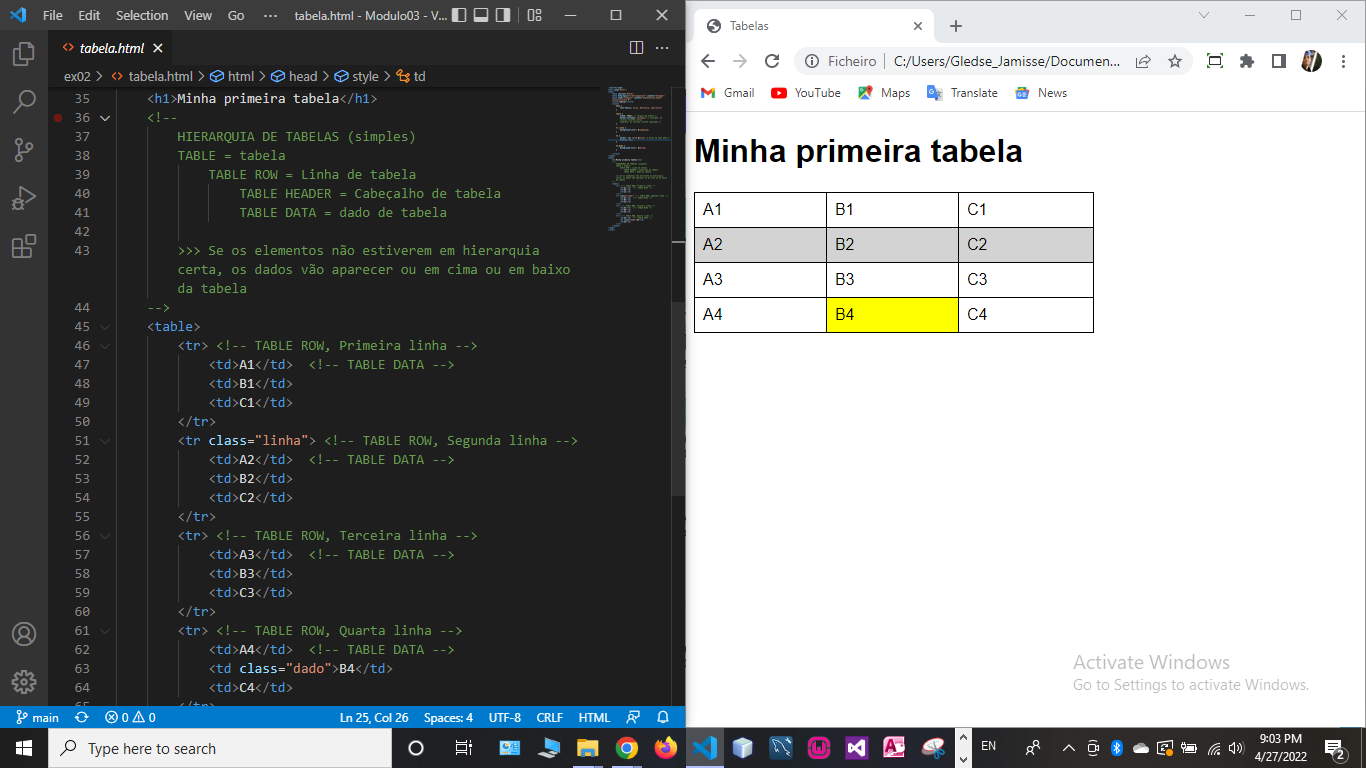 File Edit Selection View Go ··· tabela.html - Modulo03 - V...
tabela.html
ex02 > tabela.html > html > head > style > td
35 <h1>Minha primeira tabela</h1>
36 <!--
37 HIERARQUIA DE TABELAS (simples)
38 TABLE = tabela
39 TABLE ROW = Linha de tabela
40 TABLE HEADER = Cabeçalho de tabela
41 TABLE DATA = dado de tabela
42
43 >>> Se os elementos não estiverem em hierarquia
certa, os dados vão aparecer ou em cima ou em baixo
da tabela
44 -->
45 <table>
46 <tr> <!-- TABLE ROW, Primeira linha -->
47 <td>A1</td> <!-- TABLE DATA -->
48 <td>B1</td>
49 <td>C1</td>
50 </tr>
51 <tr class="linha"> <!-- TABLE ROW, Segunda linha -->
52 <td>A2</td> <!-- TABLE DATA -->
53 <td>B2</td>
54 <td>C2</td>
55 </tr>
56 <tr> <!-- TABLE ROW, Terceira linha -->
57 <td>A3</td> <!-- TABLE DATA -->
58 <td>B3</td>
59 <td>C3</td>
60 </tr>
61 <tr> <!-- TABLE ROW, Quarta linha -->
62 <td>A4</td> <!-- TABLE DATA -->
63 <td class="dado">B4</td>
64 <td>C4</td>
65 </tr>
main 0 0 Ln 25, Col 26 Spaces: 4 UTF-8 CRLF HTML
Tabelas
Ficheiro | C:/Users/Gledse_Jamisse/Documen...
Gmail YouTube Maps Translate News
Minha primeira tabela
A1 B1 C1
A2 B2 C2
A3 B3 C3
A4 B4 C4
Activate Windows
Go to Settings to activate Windows.
Type here to search
EN
9:03 PM
4/27/2022
2